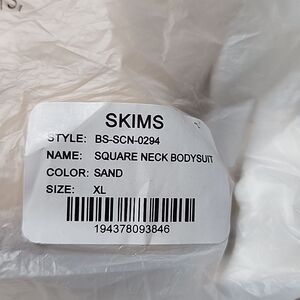 SKIMS
STYLE: BS-SCN-0294
NAME: SQUARE NECK BODYSUIT
COLOR: SAND
SIZE: XL
194378093846